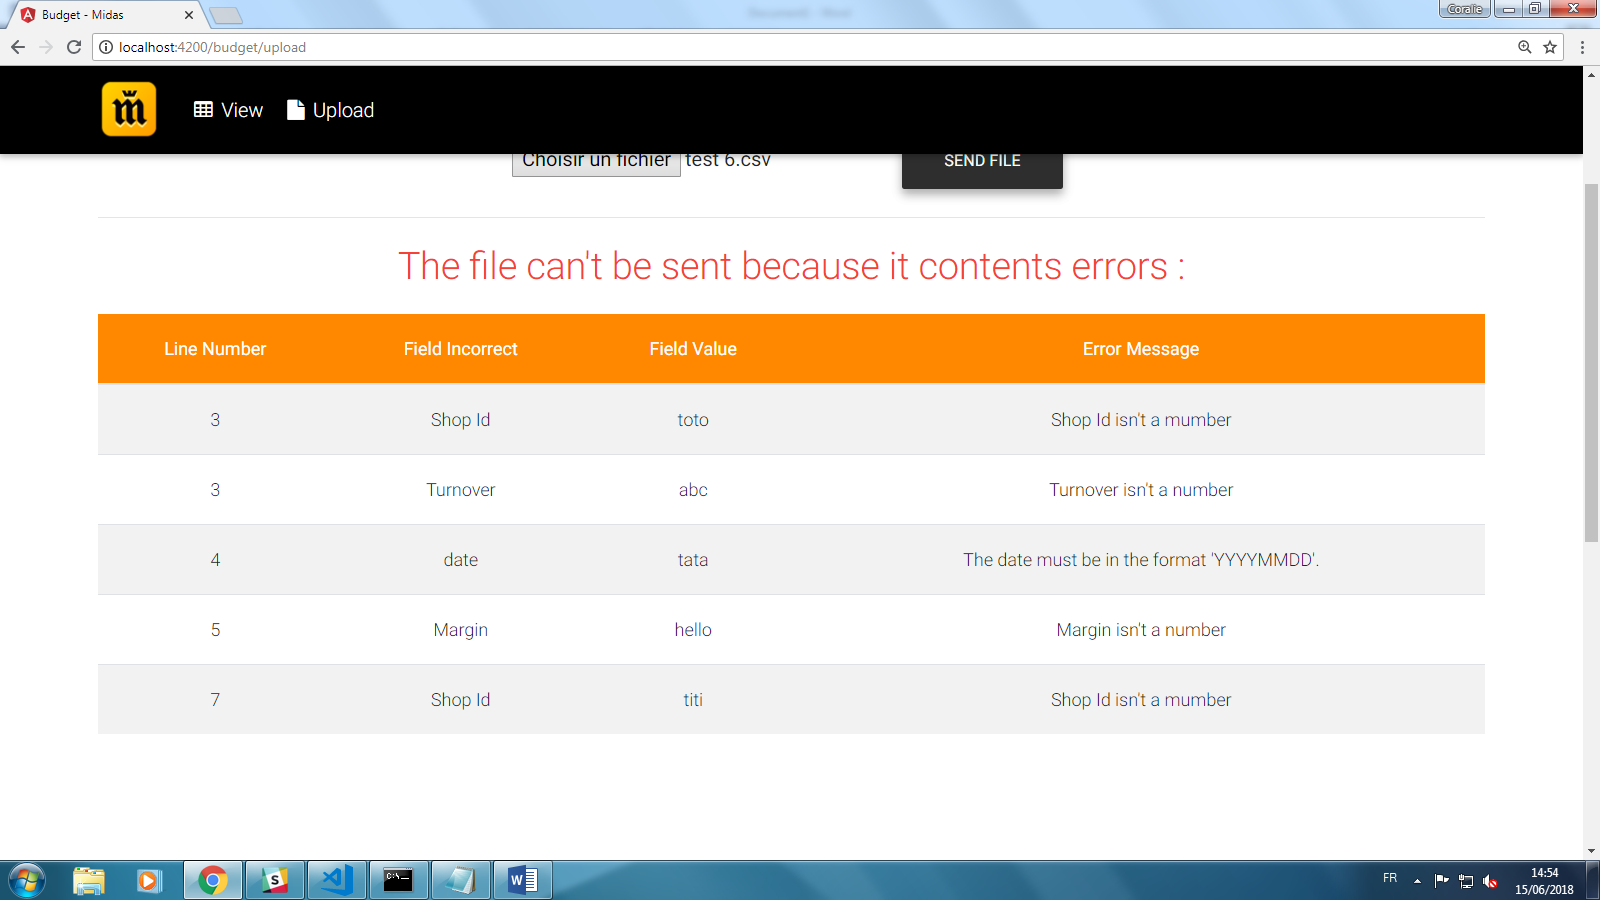 Budget - Midas
Coralie
localhost:4200/budget/upload
View
Upload
Choisir un fichier
test 6.csv
SEND FILE
The file can't be sent because it contents errors :
Line Number Field Incorrect Field Value Error Message
3 Shop Id toto Shop Id isn't a mumber
3 Turnover abc Turnover isn't a number
4 date tata The date must be in the format 'YYYYMMDD'.
5 Margin hello Margin isn't a number
7 Shop Id titi Shop Id isn't a mumber
FR
14:54
15/06/2018